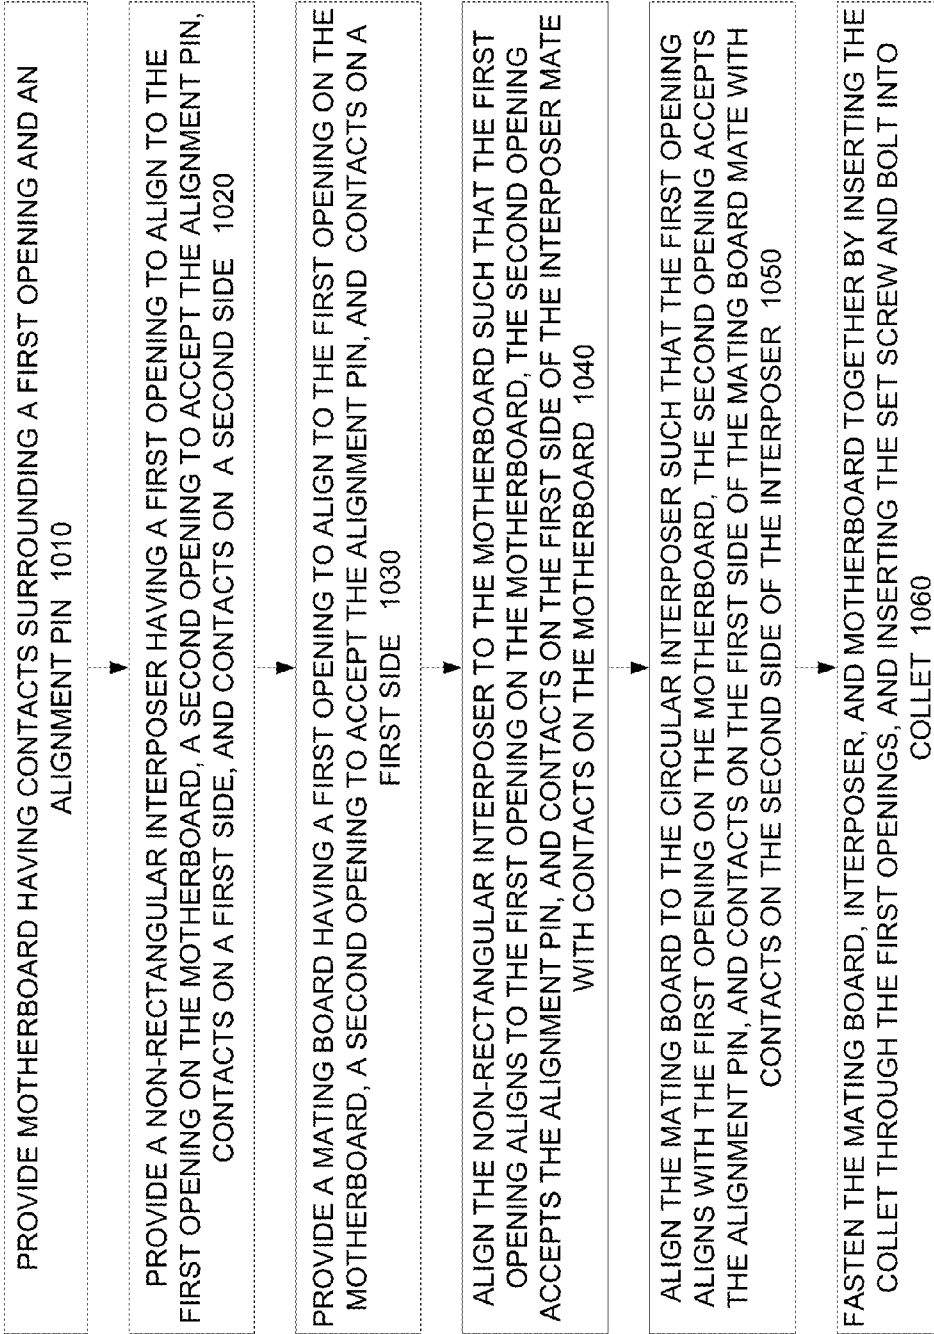 PROVIDE MOTHERBOARD HAVING CONTACTS SURROUNDING A FIRST OPENING AND AN
ALIGNMENT PIN 1010
PROVIDE A NON-RECTANGULAR INTERPOSER HAVING A FIRST OPENING TO ALIGN TO THE
FIRST OPENING ON THE MOTHERBOARD, A SECOND OPENING TO ACCEPT THE ALIGNMENT PIN,
CONTACTS ON A FIRST SIDE, AND CONTACTS ON A SECOND SIDE 1020
PROVIDE A MATING BOARD HAVING A FIRST OPENING TO ALIGN TO THE FIRST OPENING ON THE
MOTHERBOARD, A SECOND OPENING TO ACCEPT THE ALIGNMENT PIN, AND CONTACTS ON A
FIRST SIDE 1030
ALIGN THE NON-RECTANGULAR INTERPOSER TO THE MOTHERBOARD SUCH THAT THE FIRST
OPENING ALIGNS TO THE FIRST OPENING ON THE MOTHERBOARD, THE SECOND OPENING
ACCEPTS THE ALIGNMENT PIN, AND CONTACTS ON THE FIRST SIDE OF THE INTERPOSER MATE
WITH CONTACTS ON THE MOTHERBOARD 1040
ALIGN THE MATING BOARD TO THE CIRCULAR INTERPOSER SUCH THAT THE FIRST OPENING
ALIGNS WITH THE FIRST OPENING ON THE MOTHERBOARD, THE SECOND OPENING ACCEPTS
THE ALIGNMENT PIN, AND CONTACTS ON THE FIRST SIDE OF THE MATING BOARD MATE WITH
CONTACTS ON THE SECOND SIDE OF THE INTERPOSER 1050
FASTEN THE MATING BOARD, INTERPOSER, AND MOTHERBOARD TOGETHER BY INSERTING THE
COLLET THROUGH THE FIRST OPENINGS, AND INSERTING THE SET SCREW AND BOLT INTO
COLLET 1060